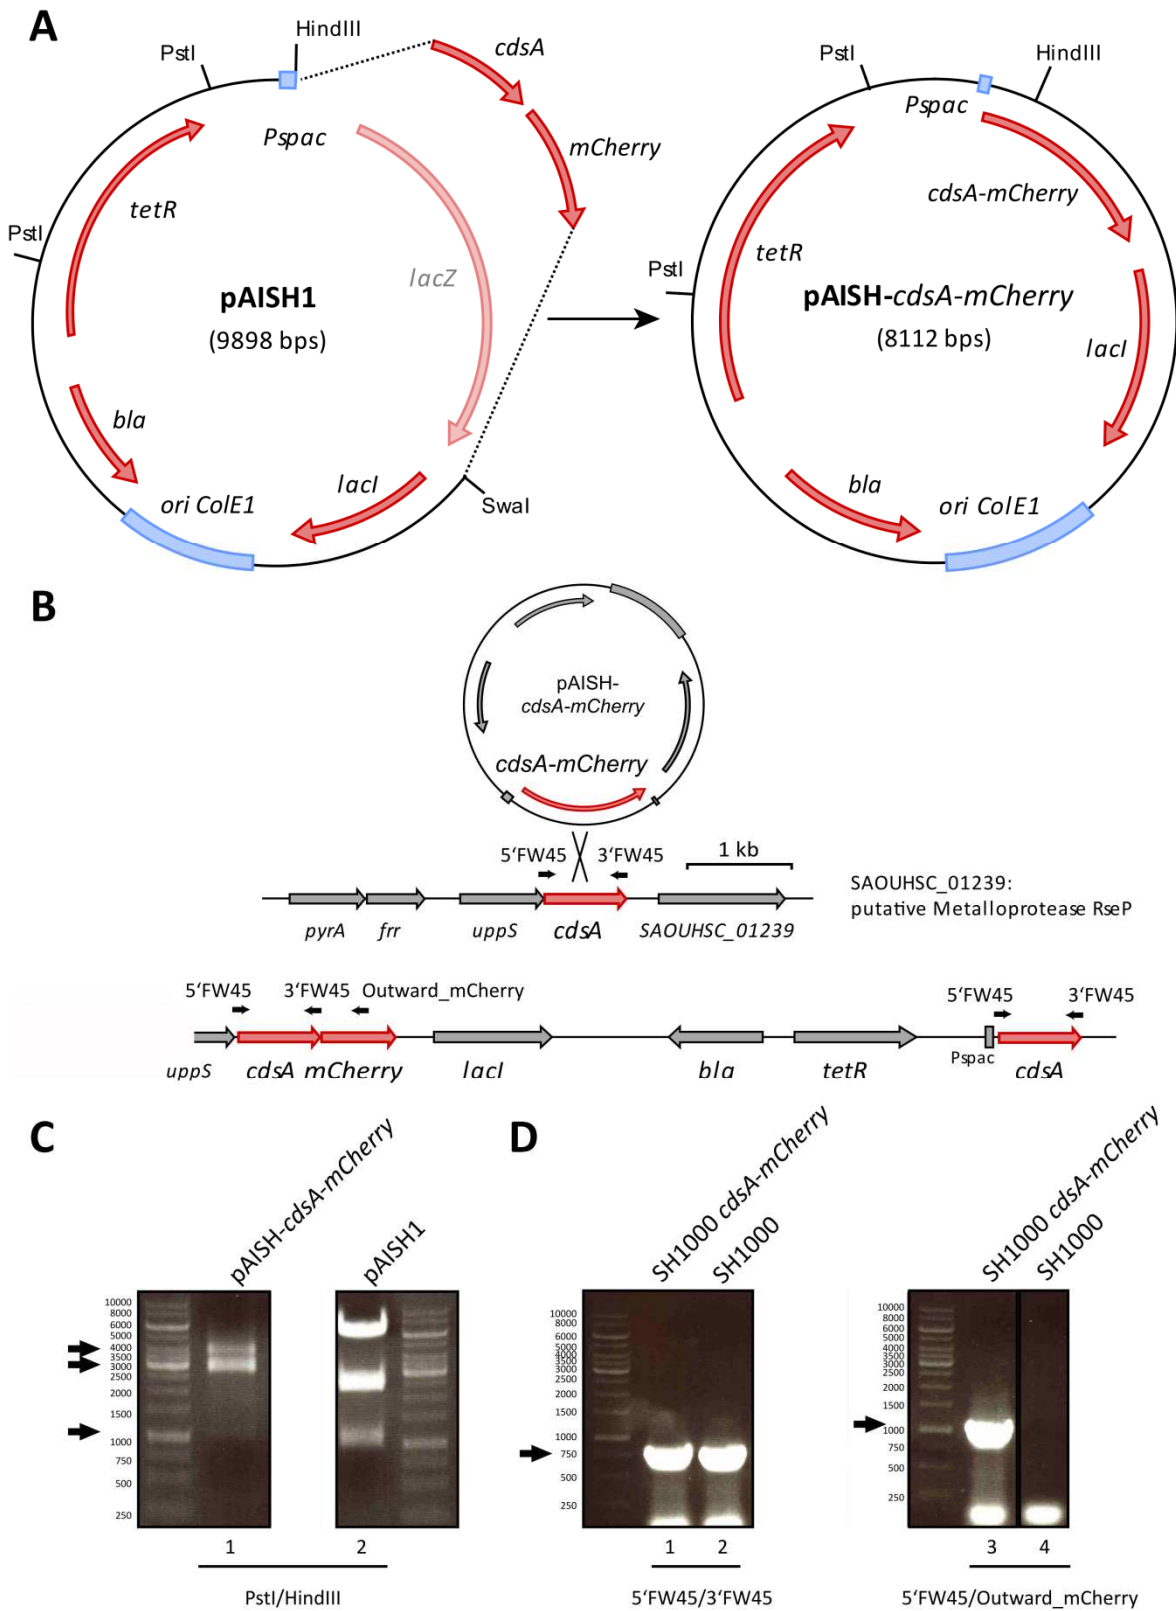 A
PstI
HindIII
cdsA
mCherry
Pspac
tetR
PstI
lacZ
pAISH1
(9898 bps)
bla
ori ColE1
lacI
SwaI
PstI
HindIII
Pspac
cdsA-mCherry
tetR
PstI
pAISH-cdsA-mCherry
(8112 bps)
lacI
bla
ori ColE1
B
pAISH-
cdsA-mCherry
cdsA-mCherry
5‘FW45
3‘FW45
1 kb
pyrA
frr
uppS
cdsA
SAOUHSC_01239
SAOUHSC_01239:
putative Metalloprotease RseP
5‘FW45
3‘FW45
Outward_mCherry
5‘FW45
3‘FW45
uppS
cdsA
mCherry
lacI
bla
tetR
Pspac
cdsA
C
pAISH-cdsA-mCherry
pAISH1
10000
8000
6000
5000
4000
3500
3000
2500
2000
1500
1000
750
500
250
1
2
PstI/HindIII
D
SH1000 cdsA-mCherry
SH1000
10000
8000
6000
5000
4000
3500
3000
2500
2000
1500
1000
750
500
250
1
2
5‘FW45/3‘FW45
SH1000 cdsA-mCherry
SH1000
10000
8000
6000
5000
4000
3500
3000
2500
2000
1500
1000
750
500
250
3
4
5‘FW45/Outward_mCherry